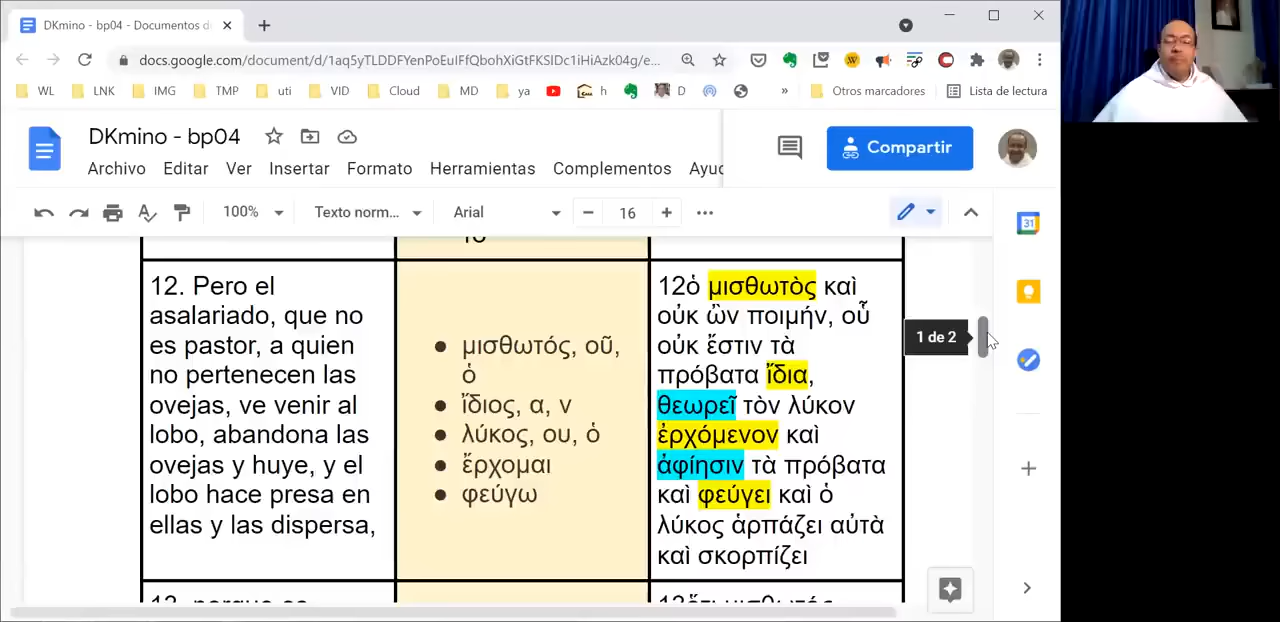 DKmino - bp04 - Documentos d
docs.google.com/document/d/1aq5yTLDDFYenPoEuIFfQbohXiGtFKSlDc1iHiAzk04g/e...
WL LNK IMG TMP uti VID Cloud MD ya h D » Otros marcadores Lista de lectura
DKmino - bp04
Compartir
Archivo Editar Ver Insertar Formato Herramientas Complementos Ayuc
100% Texto norm... Arial 16
31
12. Pero el
asalariado, que no
es pastor, a quien
no pertenecen las
ovejas, ve venir al
lobo, abandona las
ovejas y huye, y el
lobo hace presa en
ellas y las dispersa,
● μισθωτός, οῦ,
ὁ
● ἴδιος, α, ν
● λύκος, ου, ὁ
● ἔρχομαι
● φεύγω
12ὁ μισθωτὸς καὶ
οὐκ ὢν ποιμήν, οὗ
οὐκ ἔστιν τὰ
πρόβατα ἴδια,
θεωρεῖ τὸν λύκον
ἐρχόμενον καὶ
ἀφίησιν τὰ πρόβατα
καὶ φεύγει καὶ ὁ
λύκος ἁρπάζει αὐτὰ
καὶ σκορπίζει
1 de 2